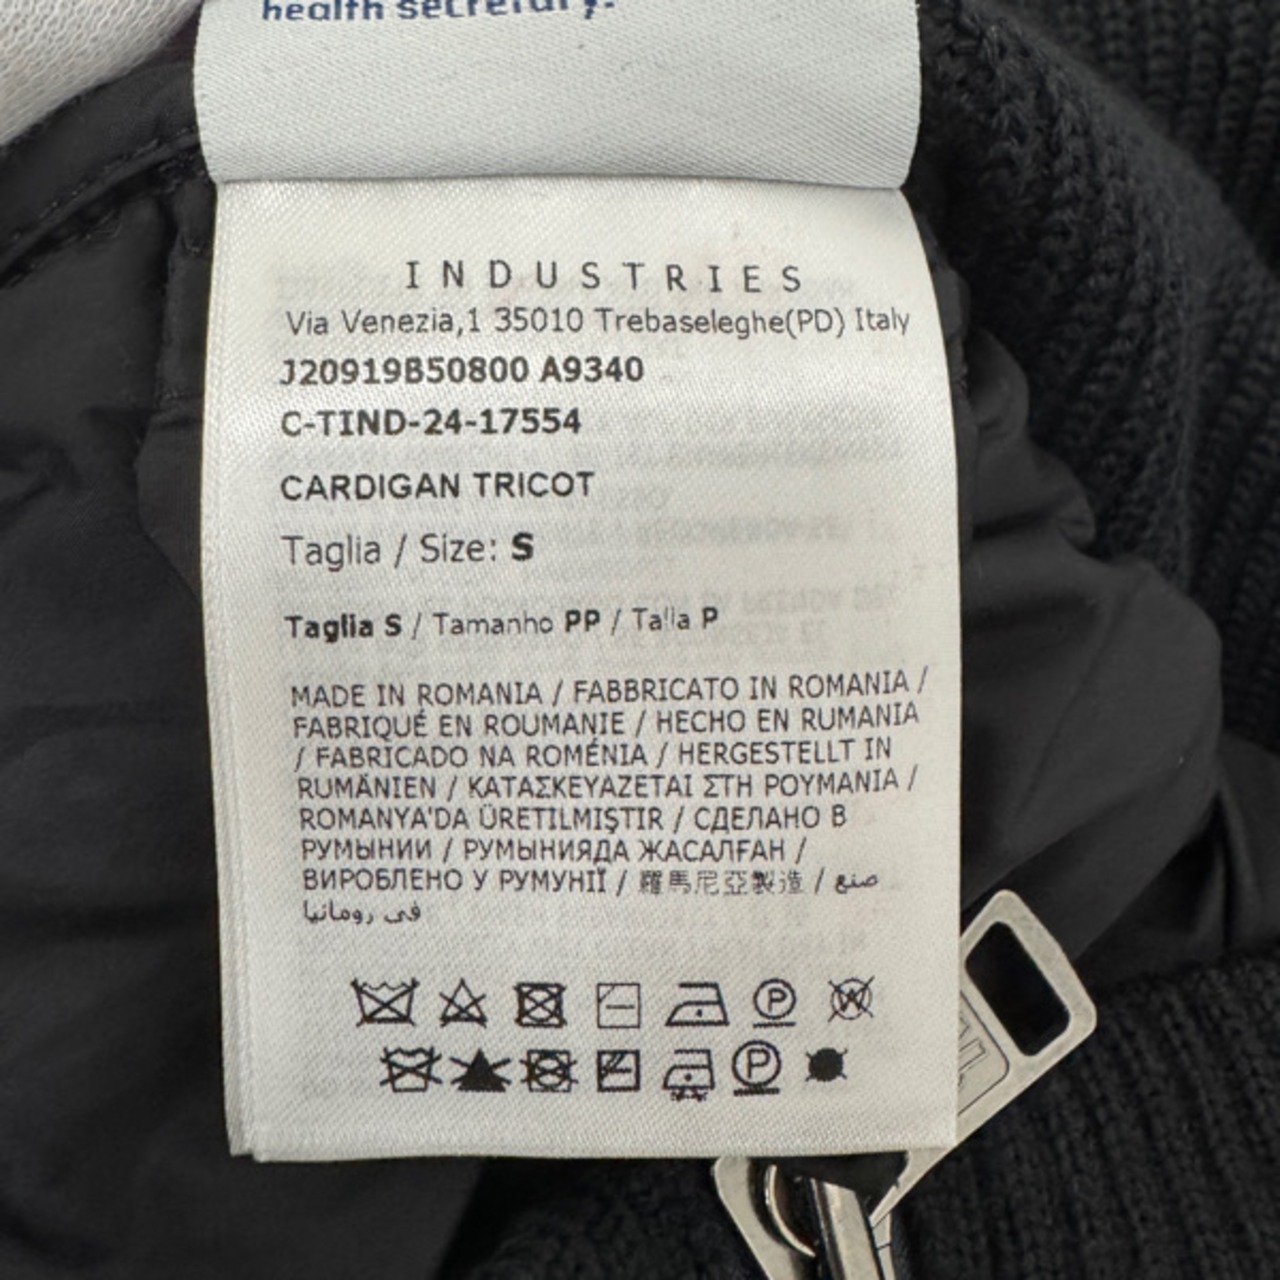 health secretary.
INDUSTRIES
Via Venezia,1 35010 Trebaseleghe(PD) Italy
J20919B50800 A9340
C-TIND-24-17554
CARDIGAN TRICOT
Taglia / Size: S
Taglia S / Tamanho PP / Talla P
MADE IN ROMANIA / FABBRICATO IN ROMANIA /
FABRIQUÉ EN ROUMANIE / HECHO EN RUMANIA
/ FABRICADO NA ROMÉNIA / HERGESTELLT IN
RUMÄNIEN / ΚΑΤΑΣΚΕΥΑΖΕΤΑΙ ΣΤΗ ΡΟΥΜΑΝΙΑ /
ROMANYA'DA ÜRETILMIŞTIR / СДЕЛАНО В
РУМЫНИИ / РУМЫНИЯДА ЖАСАЛҒАН /
ВИРОБЛЕНО У РУМУНІЇ / 羅馬尼亞製造 / صنع
في رومانيا
P W
P